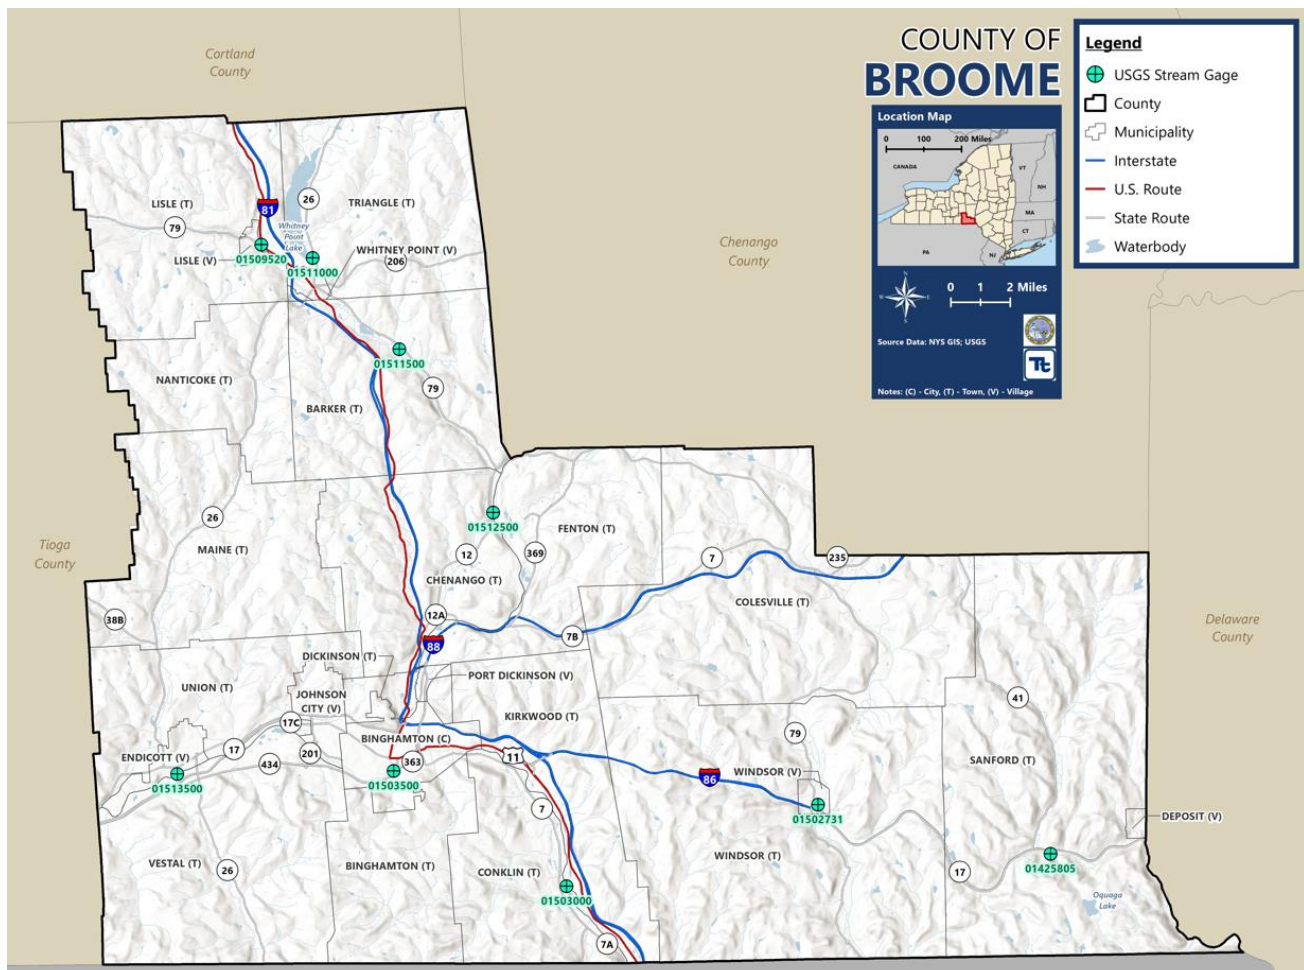 COUNTY OF
BROOME
Location Map
0 100 200 Miles
CANADA
VT
NH
MA
CT
PA
NJ
N
W
E
S
0 1 2 Miles
Source Data: NYS GIS; USGS
Tt
Notes: (C) - City, (T) - Town, (V) - Village
Legend
USGS Stream Gage
County
Municipality
Interstate
U.S. Route
State Route
Waterbody
Cortland
County
Chenango
County
Tioga
County
Delaware
County
LISLE (T)
81
26
TRIANGLE (T)
79
Whitney
Point
Lake
WHITNEY POINT (V)
LISLE (V)
01509520
01511000
206
01511500
NANTICOKE (T)
79
BARKER (T)
26
01512500
FENTON (T)
MAINE (T)
12
369
7
235
CHENANGO (T)
COLESVILLE (T)
38B
12A
88
7B
DICKINSON (T)
PORT DICKINSON (V)
UNION (T)
JOHNSON
CITY (V)
41
KIRKWOOD (T)
17C
BINGHAMTON (C)
79
ENDICOTT (V)
17
201
434
363
11
SANFORD (T)
01513500
01503500
86
WINDSOR (V)
7
01502731
DEPOSIT (V)
VESTAL (T)
26
BINGHAMTON (T)
CONKLIN (T)
WINDSOR (T)
17
01425805
01503000
Oquaga
Lake
7A